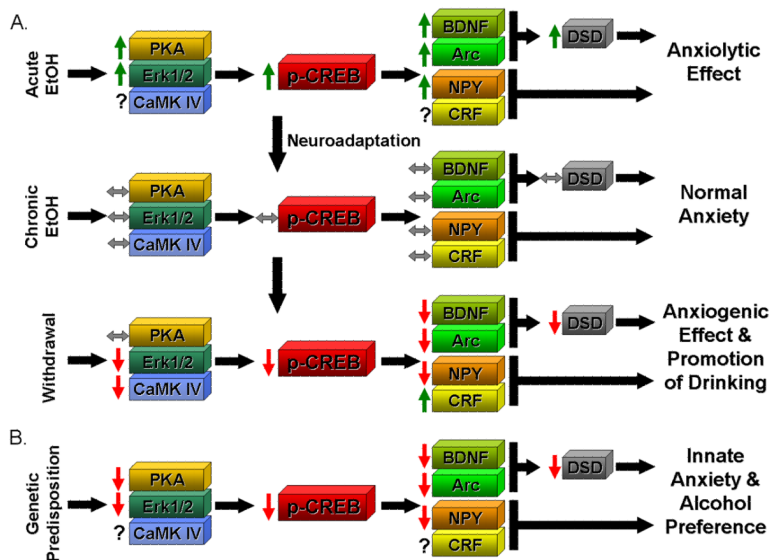 A.
Acute
EtOH
PKA
Erk1/2
? CaMK IV
p-CREB
BDNF
Arc
NPY
? CRF
DSD
Anxiolytic
Effect
Neuroadaptation
Chronic
EtOH
PKA
Erk1/2
CaMK IV
p-CREB
BDNF
Arc
NPY
CRF
DSD
Normal
Anxiety
Withdrawal
PKA
Erk1/2
CaMK IV
p-CREB
BDNF
Arc
NPY
CRF
DSD
Anxiogenic
Effect &
Promotion
of Drinking
B.
Genetic
Predisposition
PKA
Erk1/2
? CaMK IV
p-CREB
BDNF
Arc
NPY
? CRF
DSD
Innate
Anxiety &
Alcohol
Preference